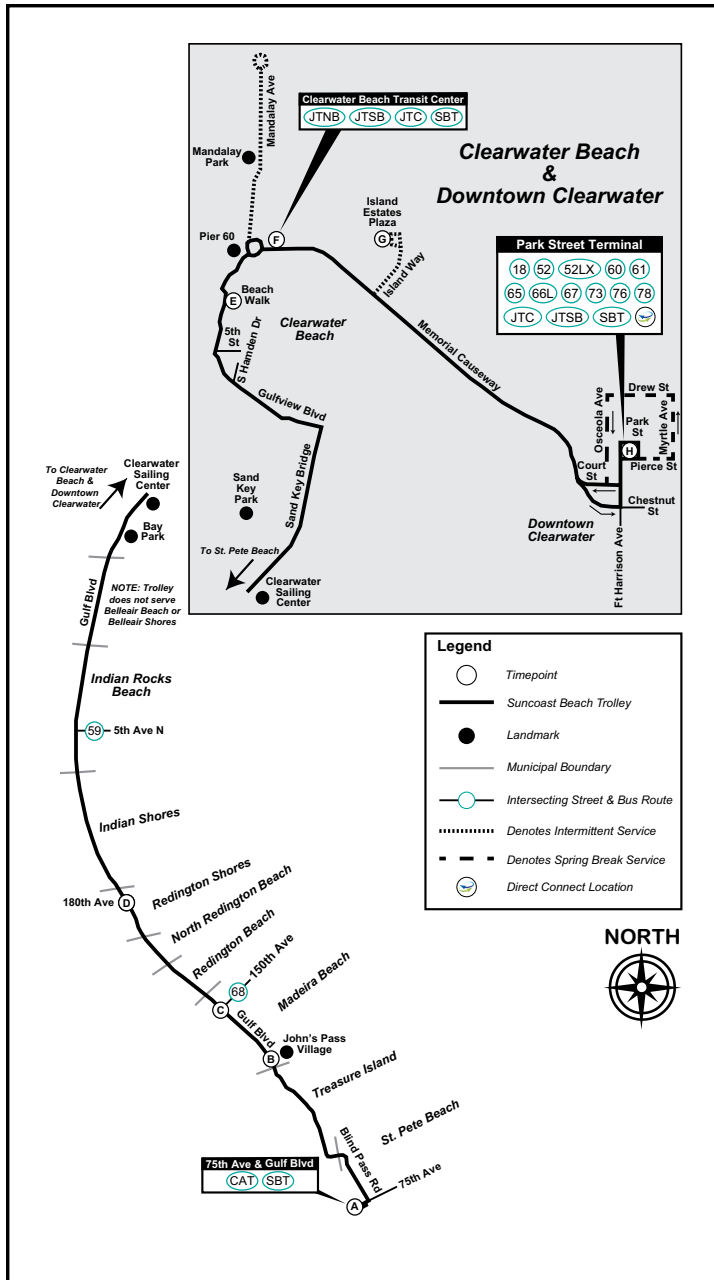 Clearwater Beach Transit Center
JTNB JTSB JTC SBT
Mandalay Ave
Mandalay
Park
Clearwater Beach
&
Downtown Clearwater
Island
Estates
Plaza
Pier 60
F
G
Island Way
Park Street Terminal
18 52 52LX 60 61
65 66L 67 73 76 78
JTC JTSB SBT
E
Beach
Walk
5th
St
S Hamden Dr
Clearwater
Beach
Gulfview Blvd
Memorial Causeway
Osceola Ave
Drew St
Myrtle Ave
Park
St
H
Pierce St
Court
St
Chestnut
St
Downtown
Clearwater
Ft Harrison Ave
Sand
Key
Park
Sand Key Bridge
To St. Pete Beach
Clearwater
Sailing
Center
To Clearwater
Beach &
Downtown
Clearwater
Clearwater
Sailing
Center
Bay
Park
Gulf Blvd
NOTE: Trolley
does not serve
Belleair Beach or
Belleair Shores
Indian Rocks
Beach
59 5th Ave N
Indian Shores
180th Ave D
Redington Shores
North Redington Beach
Redington Beach
150th Ave
68
C
Madeira Beach
Gulf Blvd
John's Pass
Village
B
Treasure Island
St. Pete Beach
Blind Pass Rd
75th Ave
75th Ave & Gulf Blvd
CAT SBT
A
Legend
Timepoint
Suncoast Beach Trolley
Landmark
Municipal Boundary
Intersecting Street & Bus Route
Denotes Intermittent Service
Denotes Spring Break Service
Direct Connect Location
NORTH